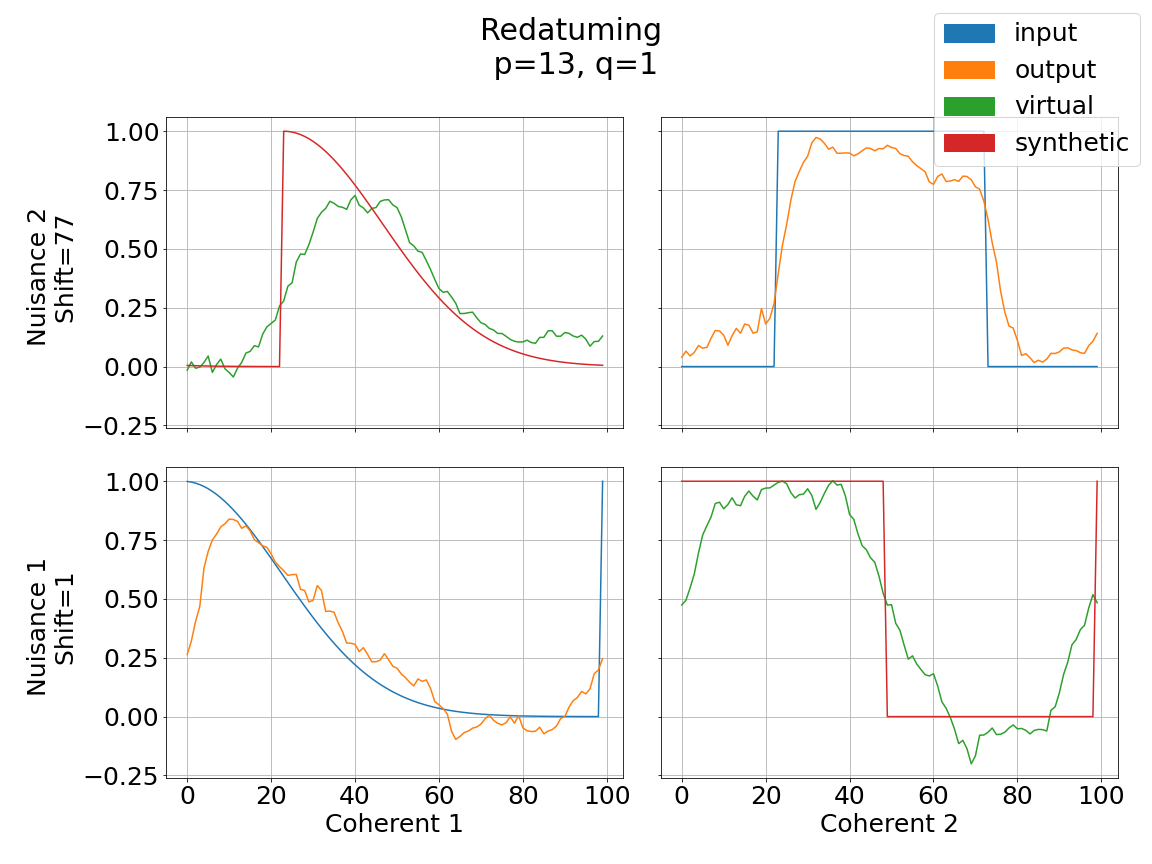 Redatuming
p=13, q=1
input
output
virtual
synthetic
Nuisance 2
Shift=77
1.00
0.75
0.50
0.25
0.00
−0.25
Nuisance 1
Shift=1
1.00
0.75
0.50
0.25
0.00
−0.25
0 20 40 60 80 100
Coherent 1
0 20 40 60 80 100
Coherent 2